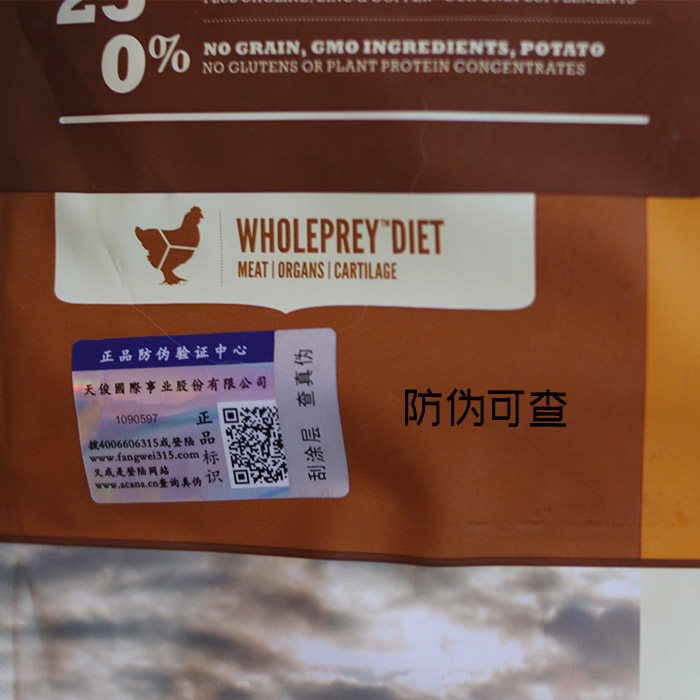 25
0% NO GRAIN, GMO INGREDIENTS, POTATO
NO GLUTENS OR PLANT PROTEIN CONCENTRATES
WHOLEPREY™DIET
MEAT | ORGANS | CARTILAGE
正品防伪验证中心
天俊國際事业股份有限公司
1090597
拨4006606315或登陆
www.fangwei315.com
又或是登陆网站
www.acana.cn查询真伪
正品标识
刮涂层 查真伪
防伪可查